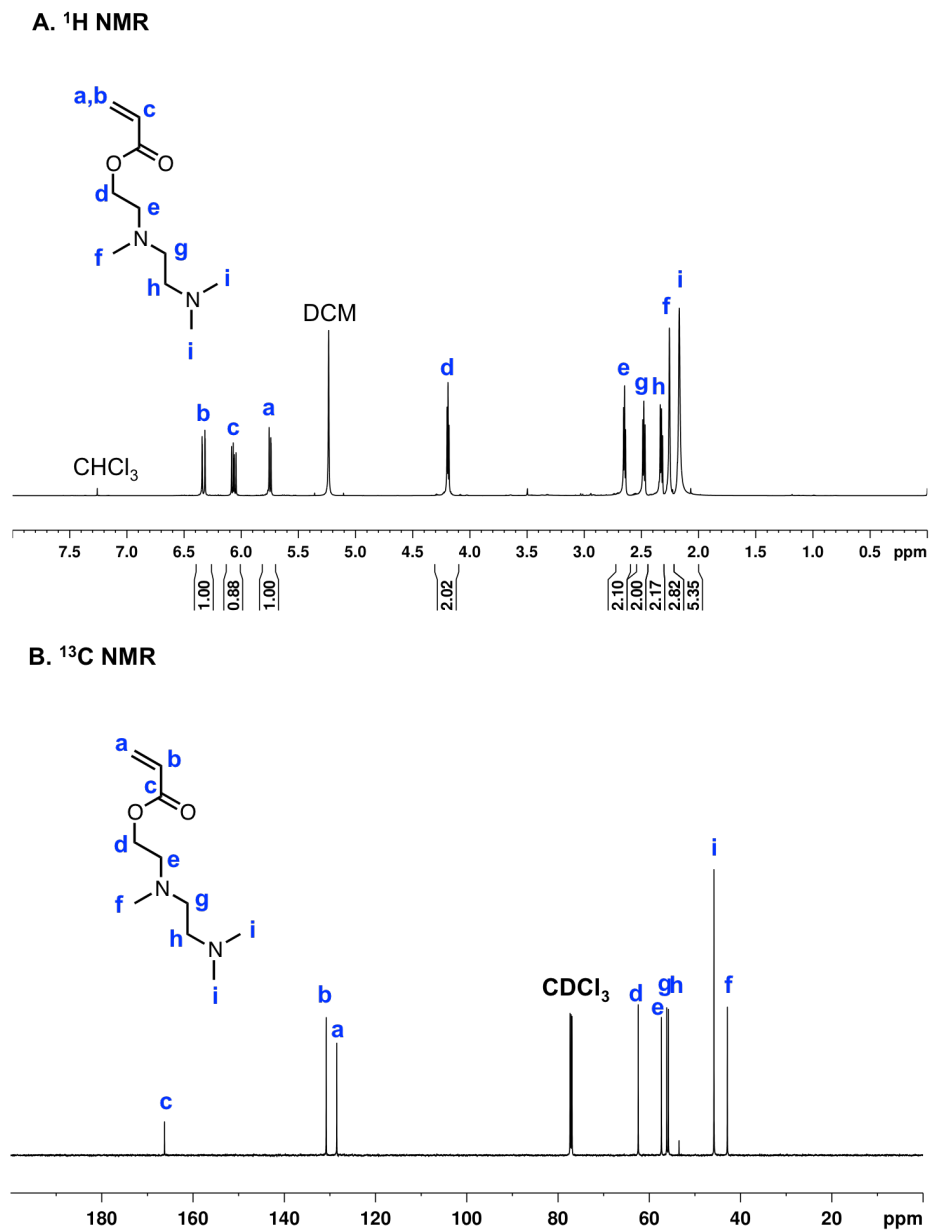 A. ¹H NMR
a,b
c
O
O
d
e
N
g
f
h
i
N
i
CHCl₃
b
c
a
DCM
d
e
g
h
f
i
7.5 7.0 6.5 6.0 5.5 5.0 4.5 4.0 3.5 3.0 2.5 2.0 1.5 1.0 0.5 ppm
1.00 0.88 1.00 2.02 2.10 2.00 2.17 2.82 5.35
B. ¹³C NMR
a
b
c
O
O
d
e
N
g
f
h
i
N
i
c
b
a
CDCl₃
d
e
g
h
i
f
180 160 140 120 100 80 60 40 20 ppm